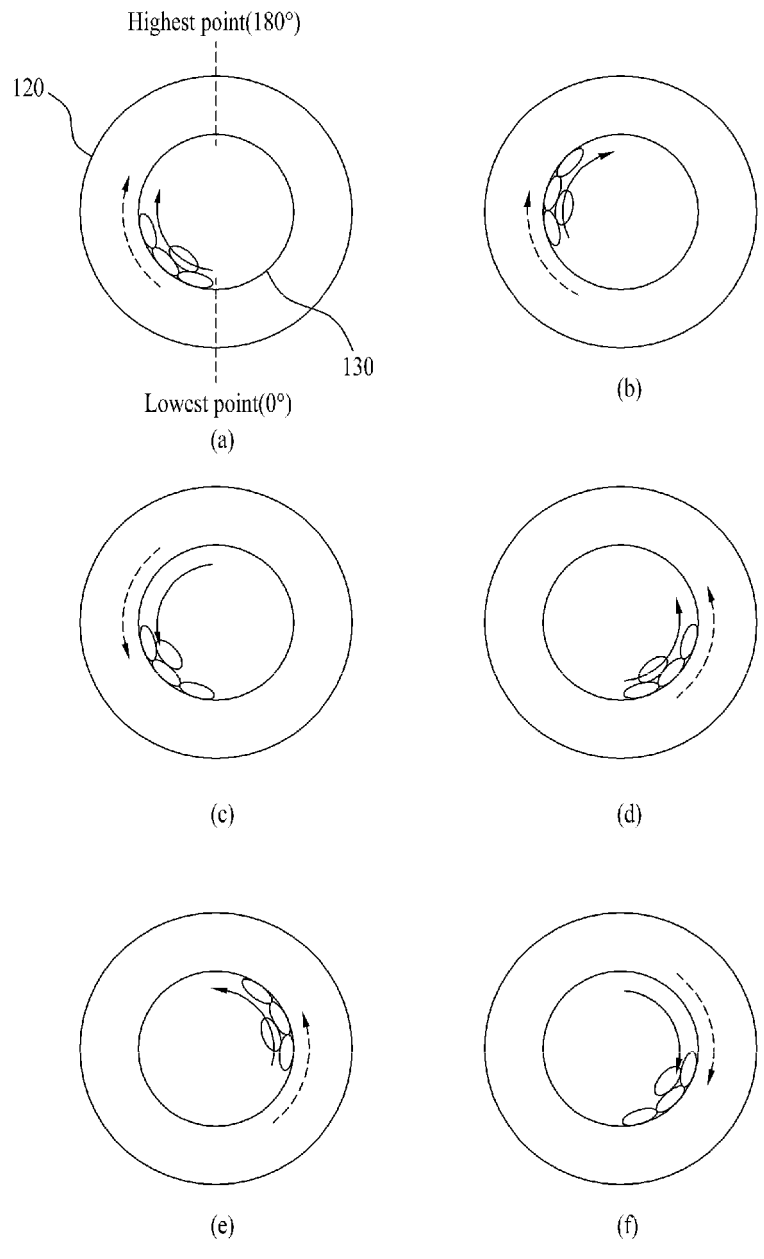 Highest point(180°)
120
130
Lowest point(0°)
(a)
(b)
(c)
(d)
(e)
(f)